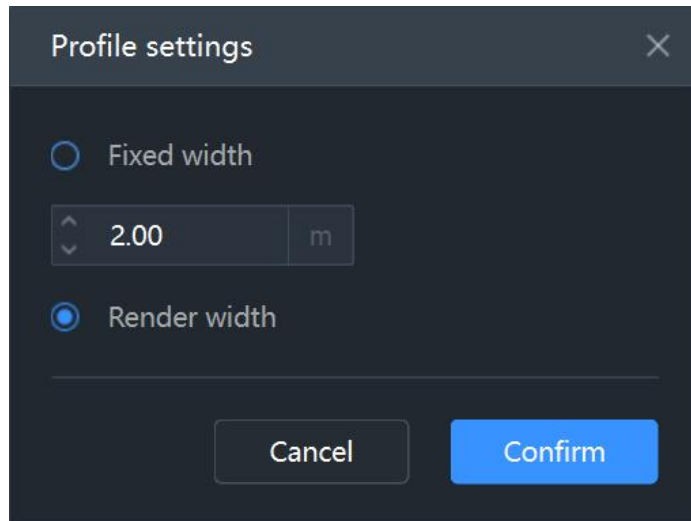 Profile settings
Fixed width
2.00 m
Render width
Cancel Confirm